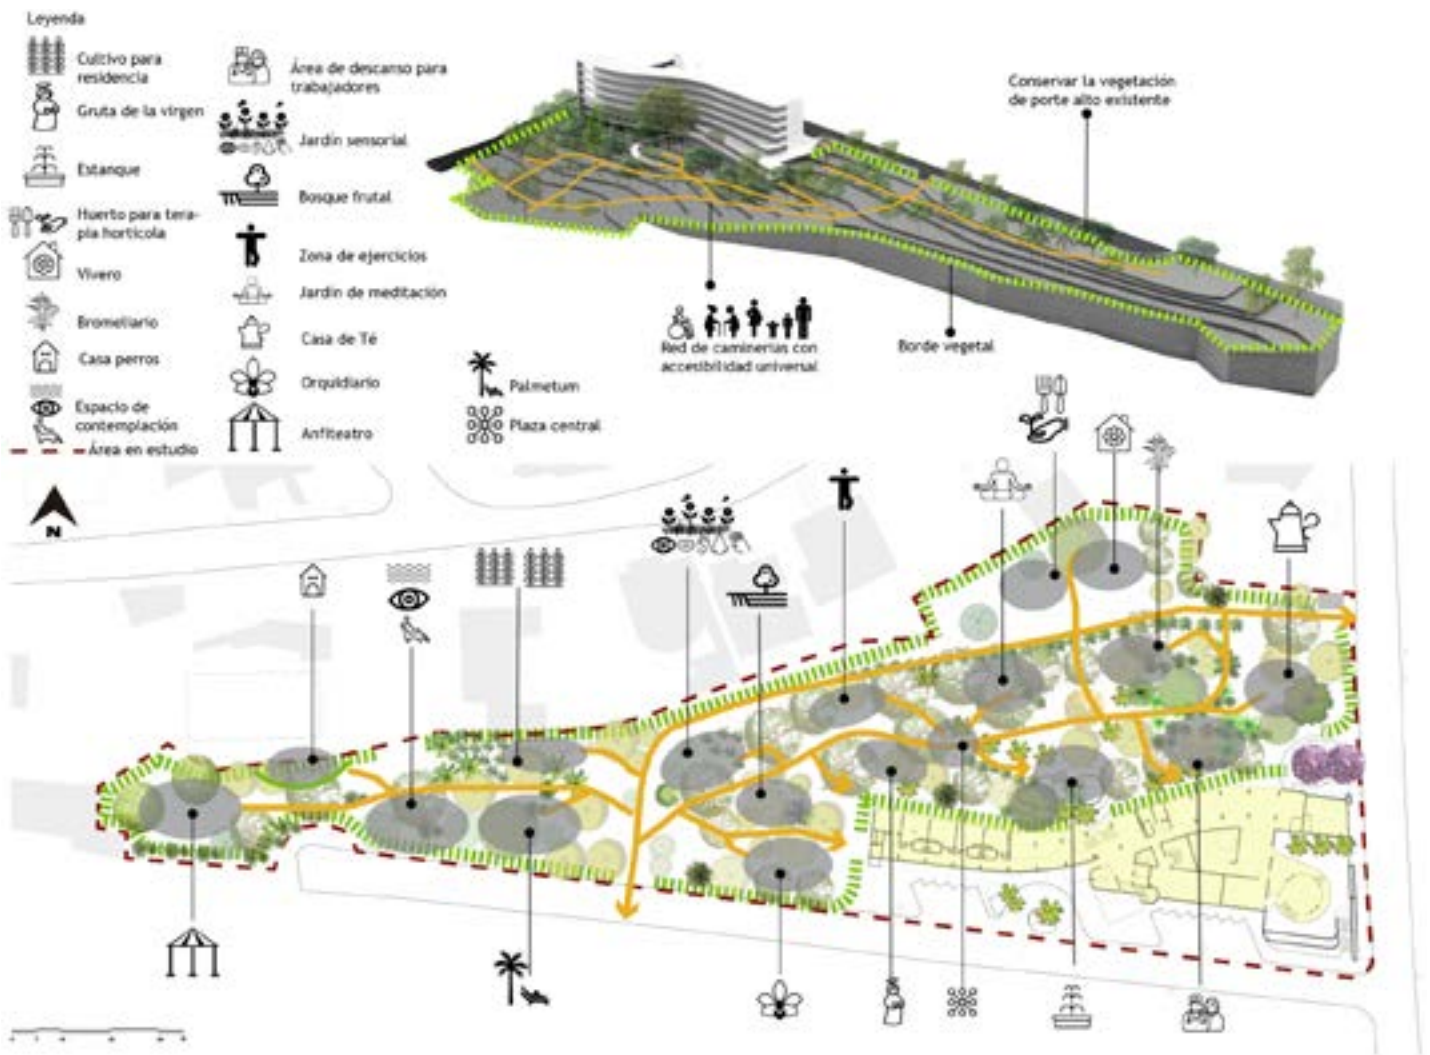 Leyenda
Cultivo para
residencia
Gruta de la virgen
Estanque
Huerto para tera-
pia hortícola
Vivero
Bromeliario
Casa perros
Espacio de
contemplación
Área en estudio
Área de descanso para
trabajadores
Jardín sensorial
Bosque frutal
Zona de ejercicios
Jardín de meditación
Casa de Té
Orquidiario
Anfiteatro
Palmetum
Plaza central
Conservar la vegetación
de porte alto existente
Red de caminerías con
accesibilidad universal
Borde vegetal
N